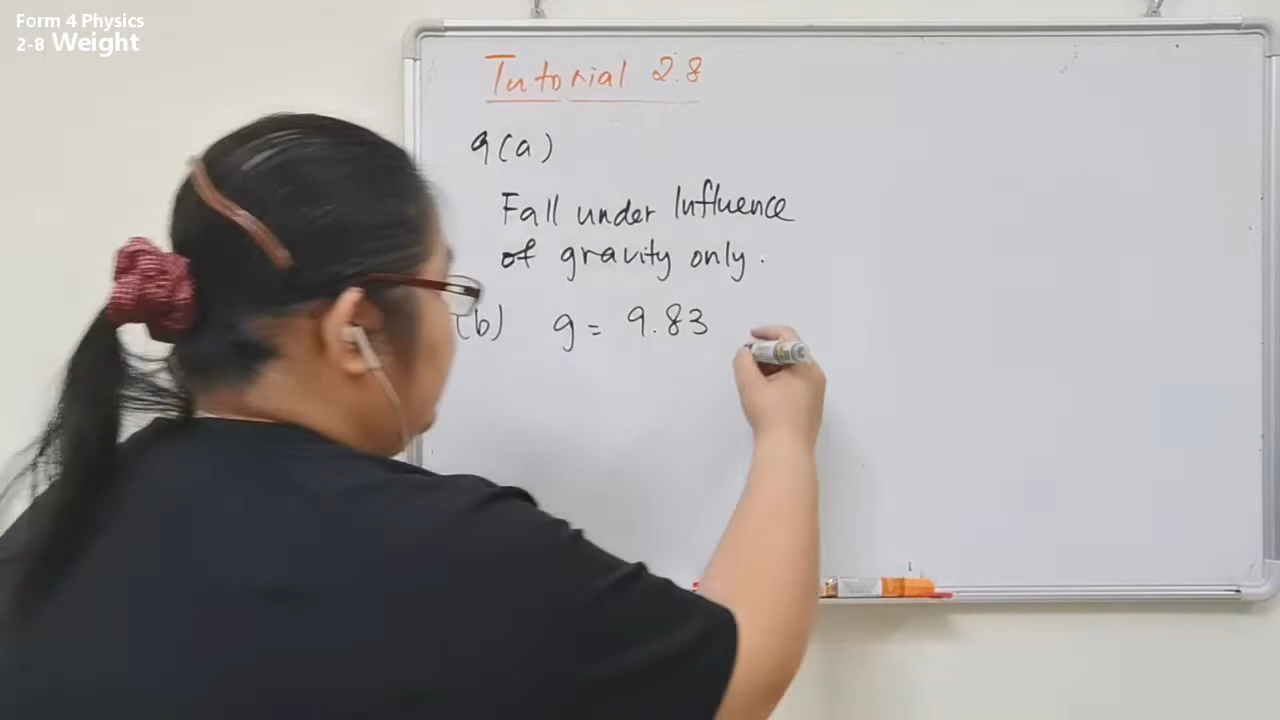 Form 4 Physics
2-8 Weight
Tutorial 2.8
9(a)
Fall under Influence
of gravity only.
(b) g = 9.83